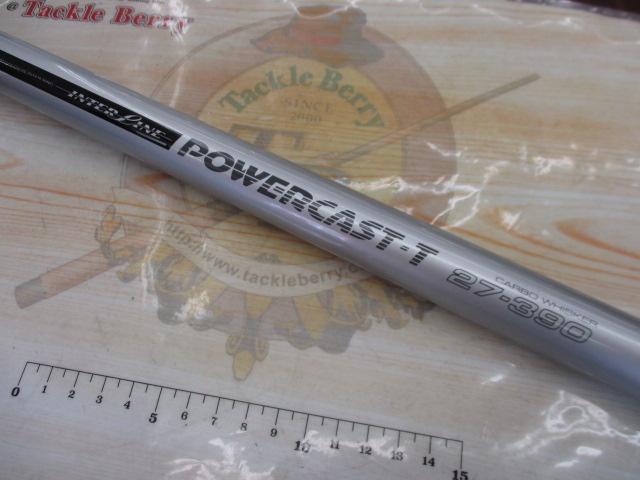 @ Tackle Berry
Tackle Berry
SINCE
2000
INTER LINE
POWERCAST-T
CARBO WHISKER
27-390
http://www.tackleberry.co
0 1 2 3 4 5 6 7 8 9 10 11 12 13 14 15